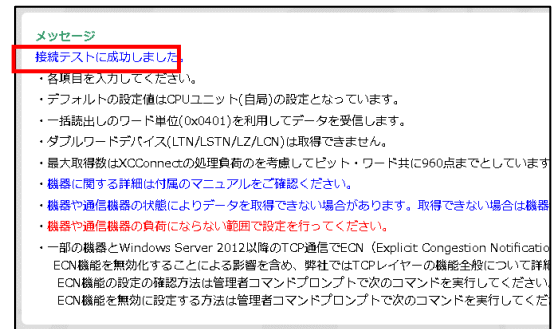 メッセージ
接続テストに成功しました。
・各項目を入力してください。
・デフォルトの設定値はCPUユニット(自局)の設定となっています。
・一括読出しのワード単位(0x0401)を利用してデータを受信します。
・ダブルワードデバイス(LTN/LSTN/LZ/LCN)は取得できません。
・最大取得数はXCConnectの処理負荷のを考慮してビット・ワード共に960点までとしています
・機器に関する詳細は付属のマニュアルをご確認ください。
・機器や通信機器の状態によりデータを取得できない場合があります。取得できない場合は機器
・機器や通信機器の負荷にならない範囲で設定を行ってください。
・一部の機器とWindows Server 2012以降のTCP通信でECN（Explicit Congestion Notificatio
ECN機能を無効化することによる影響を含め、弊社ではTCPレイヤーの機能全般について詳細
ECN機能の設定の確認方法は管理者コマンドプロンプトで次のコマンドを実行してください。
ECN機能を無効に設定する方法は管理者コマンドプロンプトで次のコマンドを実行してくだ